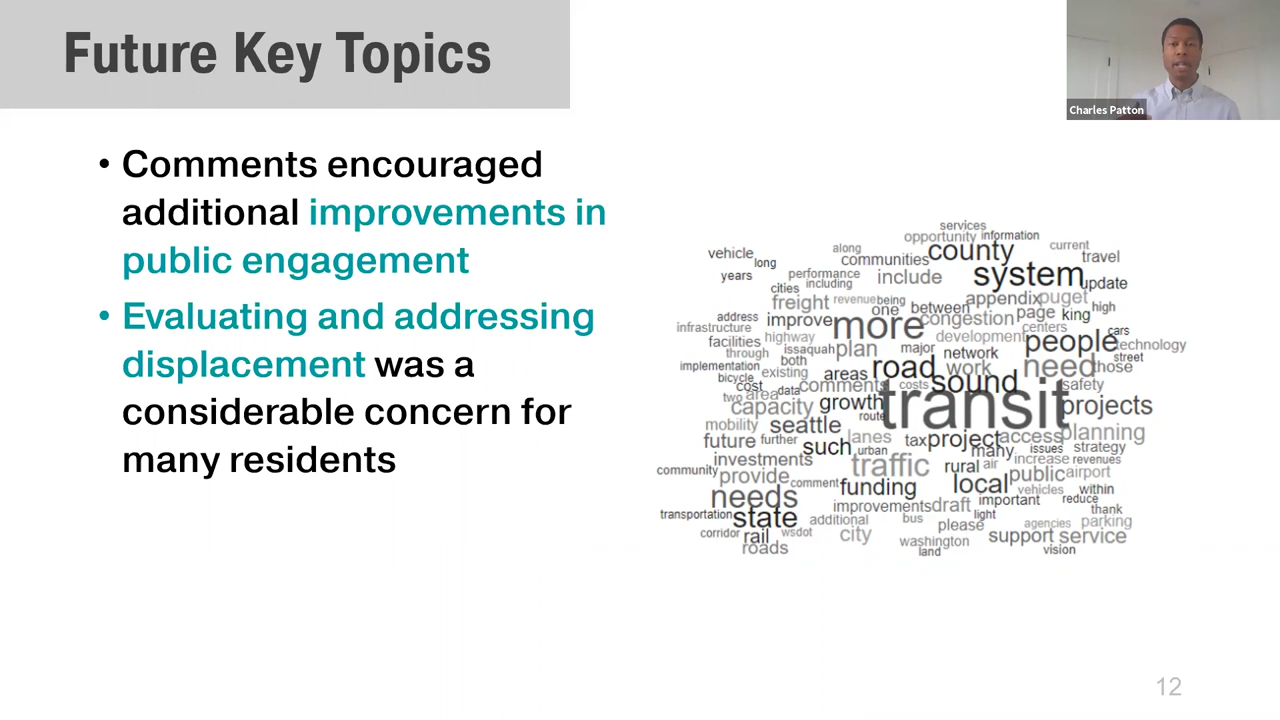 Future Key Topics
Charles Patton
• Comments encouraged
additional improvements in
public engagement
• Evaluating and addressing
displacement was a
considerable concern for
many residents
services
opportunity information
vehicle along communities county current
long travel
years performance include system update
cities including
freight revenue being between appendix puget high
address improve more one congestion page king
infrastructure highway development centers cars
facilities people technology
through issaquah plan major network street
implementation both road work need those
bicycle existing areas
cost data comments costs sound safety
two area transit
capacity growth projects
mobility seattle route
future further such lanes tax project access planning
urban many issues strategy
investments traffic rural air increase revenues
community provide public airport
comment funding local vehicles within
needs improvements draft important reduce
transportation state additional bus light thank
please agencies parking
corridor rail wsdot city support service
roads washington vision
land
12